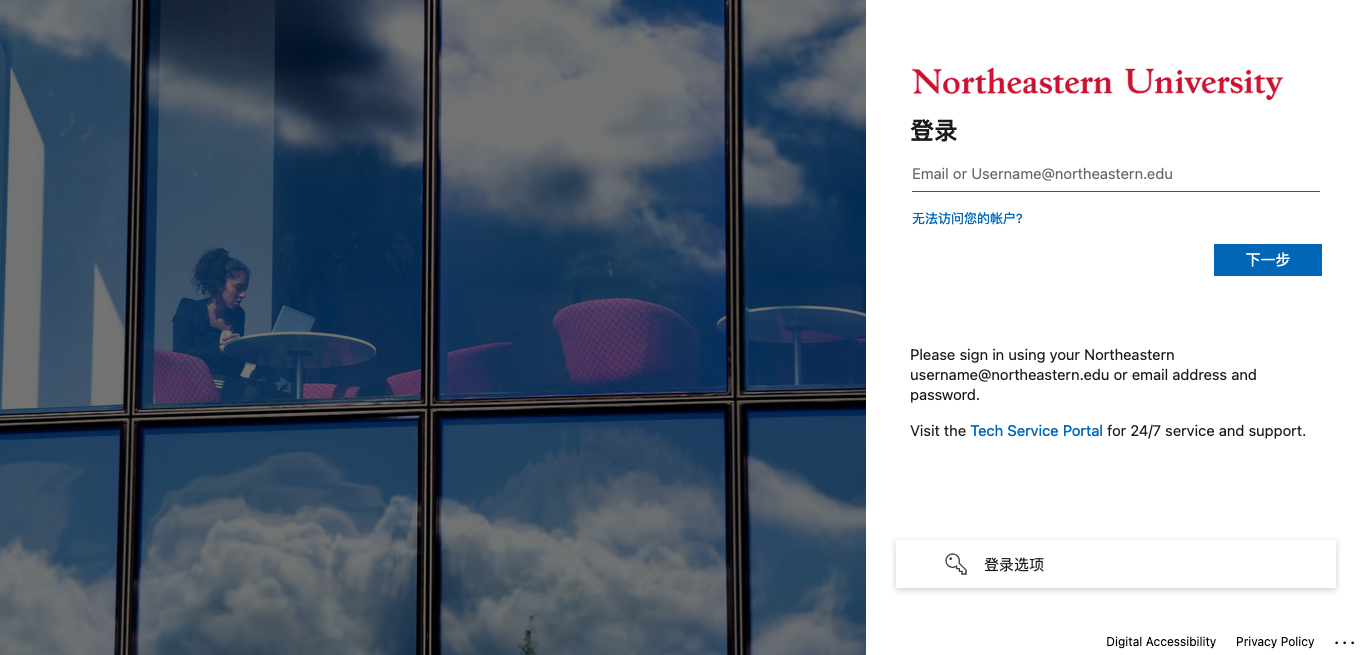 Northeastern University
登录
Email or Username@northeastern.edu
无法访问您的帐户?
下一步
Please sign in using your Northeastern
username@northeastern.edu or email address and
password.
Visit the Tech Service Portal for 24/7 service and support.
登录选项
Digital Accessibility Privacy Policy ...